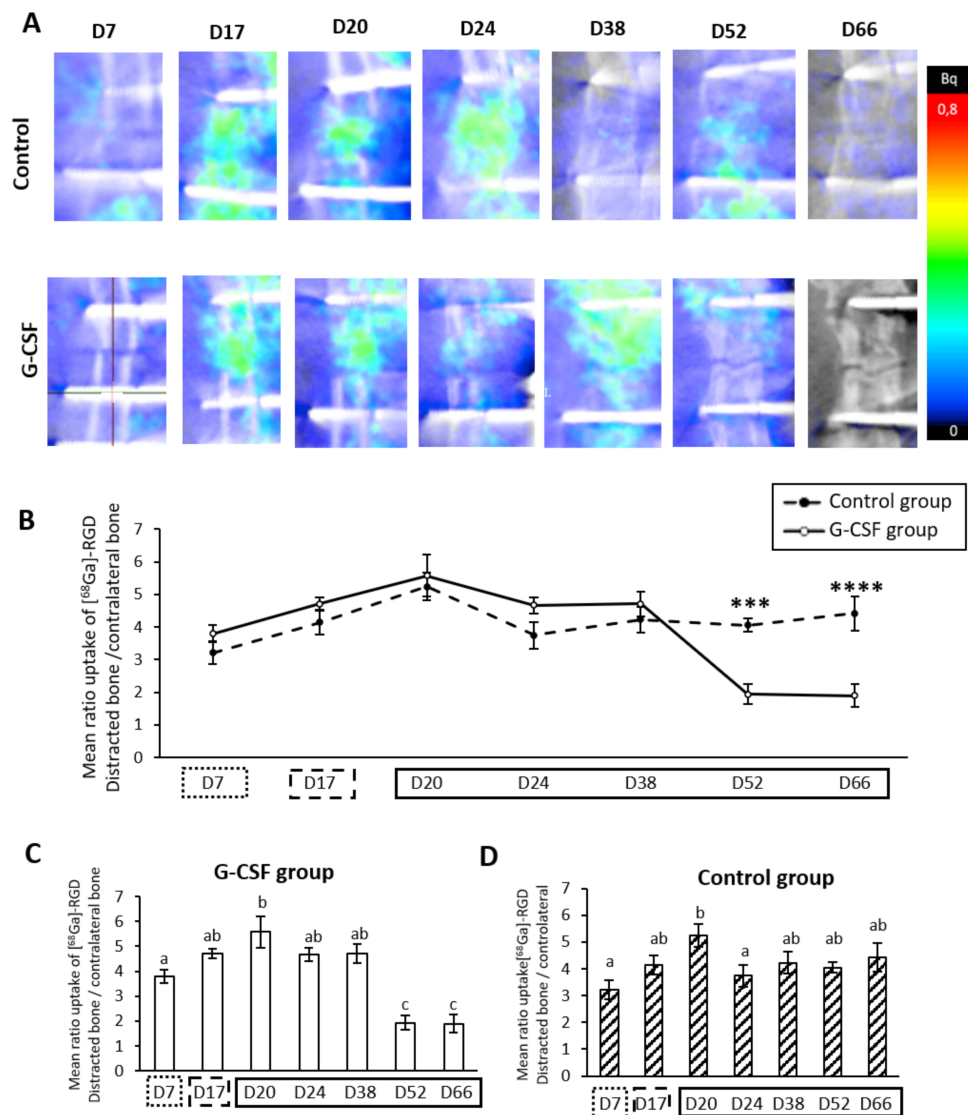 A
D7 D17 D20 D24 D38 D52 D66
Control
Bq
0,8
G-CSF
L
0
B
Control group
G-CSF group
Mean ratio uptake of [⁶⁸Ga]-RGD
Distracted bone /contralateral bone
7
6
5
4
3
2
1
0
***
****
D7 D17 D20 D24 D38 D52 D66
C
G-CSF group
Mean ratio uptake of [⁶⁸Ga]-RGD
Distracted bone / contralateral bone
7
6
5
4
3
2
1
0
a ab b ab ab c c
D7 D17 D20 D24 D38 D52 D66
D
Control group
Mean ratio uptake[⁶⁸Ga]-RGD
Distracted bone / controlateral
7
6
5
4
3
2
1
0
a ab b a ab ab ab
D7 D17 D20 D24 D38 D52 D66